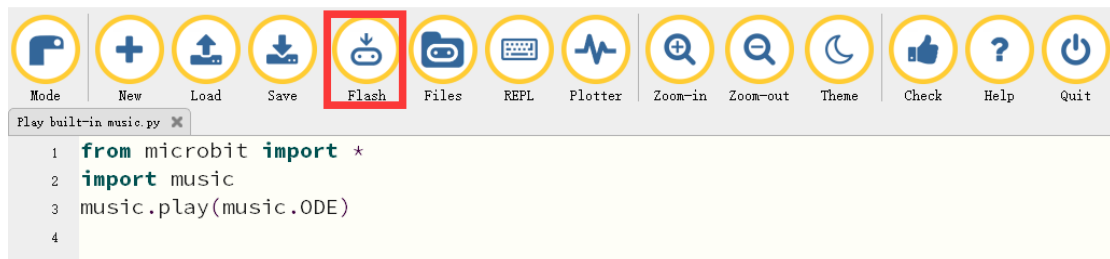 Mode New Load Save Flash Files REPL Plotter Zoom-in Zoom-out Theme Check Help Quit
Play built-in music.py
1 from microbit import *
2 import music
3 music.play(music.ODE)
4